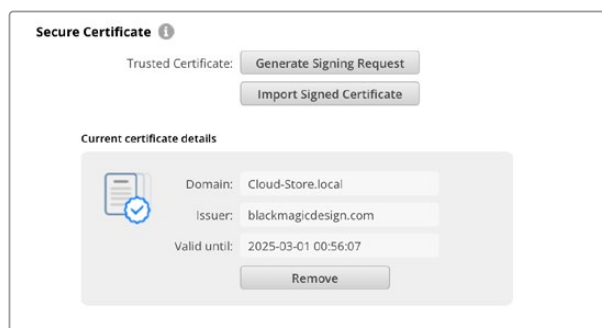 Secure Certificate
Trusted Certificate: Generate Signing Request
Import Signed Certificate
Current certificate details
Domain: Cloud-Store.local
Issuer: blackmagicdesign.com
Valid until: 2025-03-01 00:56:07
Remove